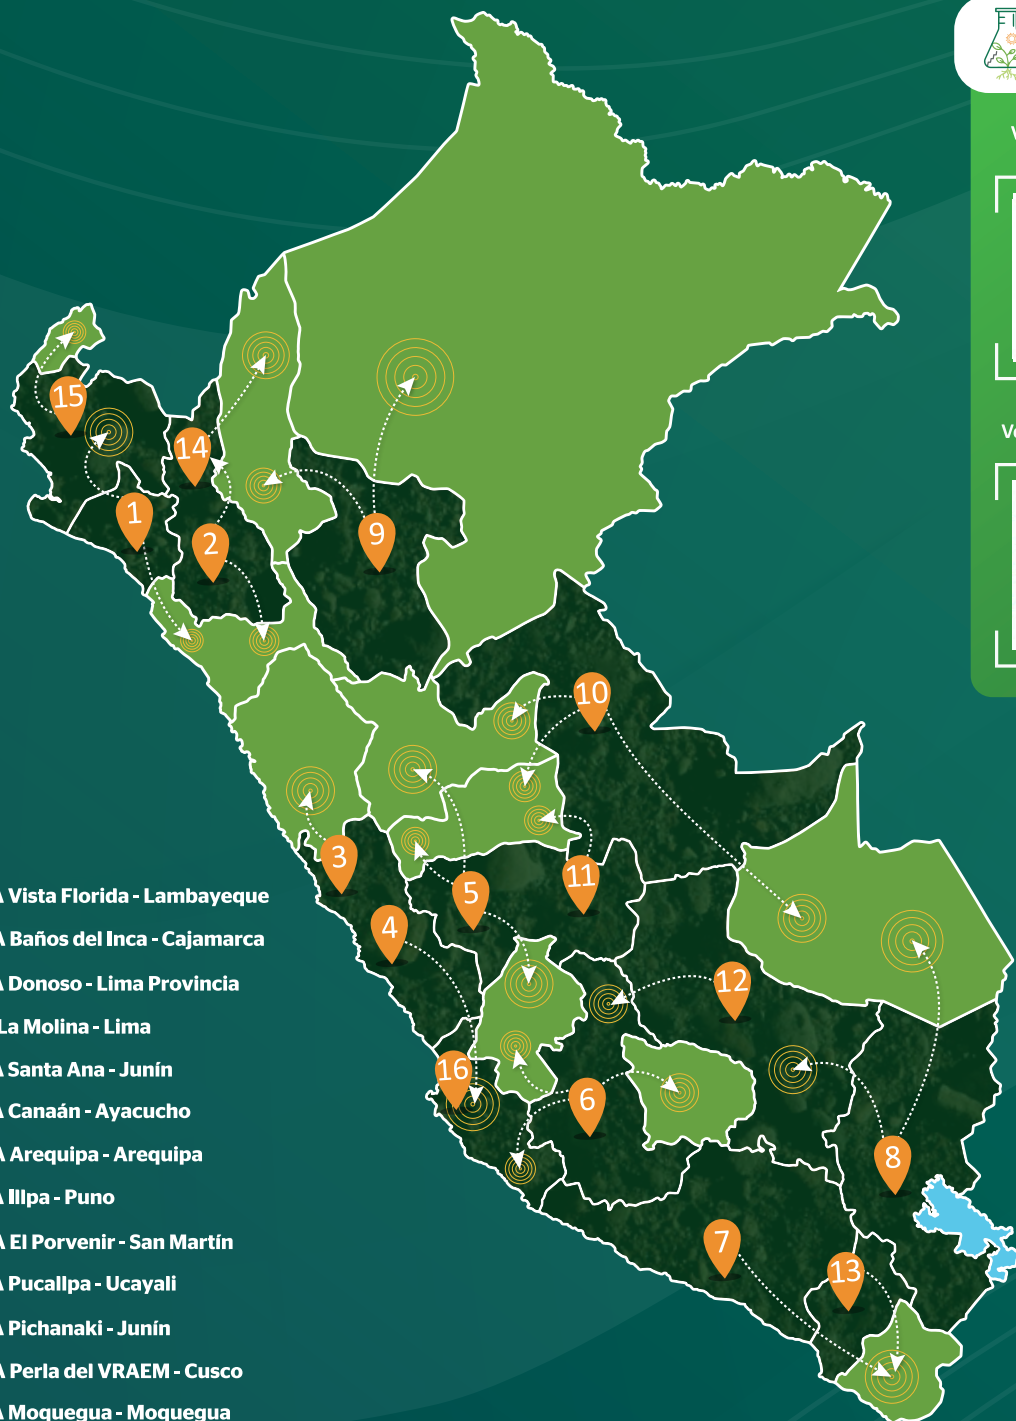 15
14
1
2
9
10
3
11
5
4
12
16
6
8
7
13
A Vista Florida - Lambayeque
A Baños del Inca - Cajamarca
A Donoso - Lima Provincia
La Molina - Lima
A Santa Ana - Junín
A Canaán - Ayacucho
A Arequipa - Arequipa
A Illpa - Puno
A El Porvenir - San Martín
A Pucallpa - Ucayali
A Pichanaki - Junín
A Perla del VRAEM - Cusco
A Moquegua - Moquegua